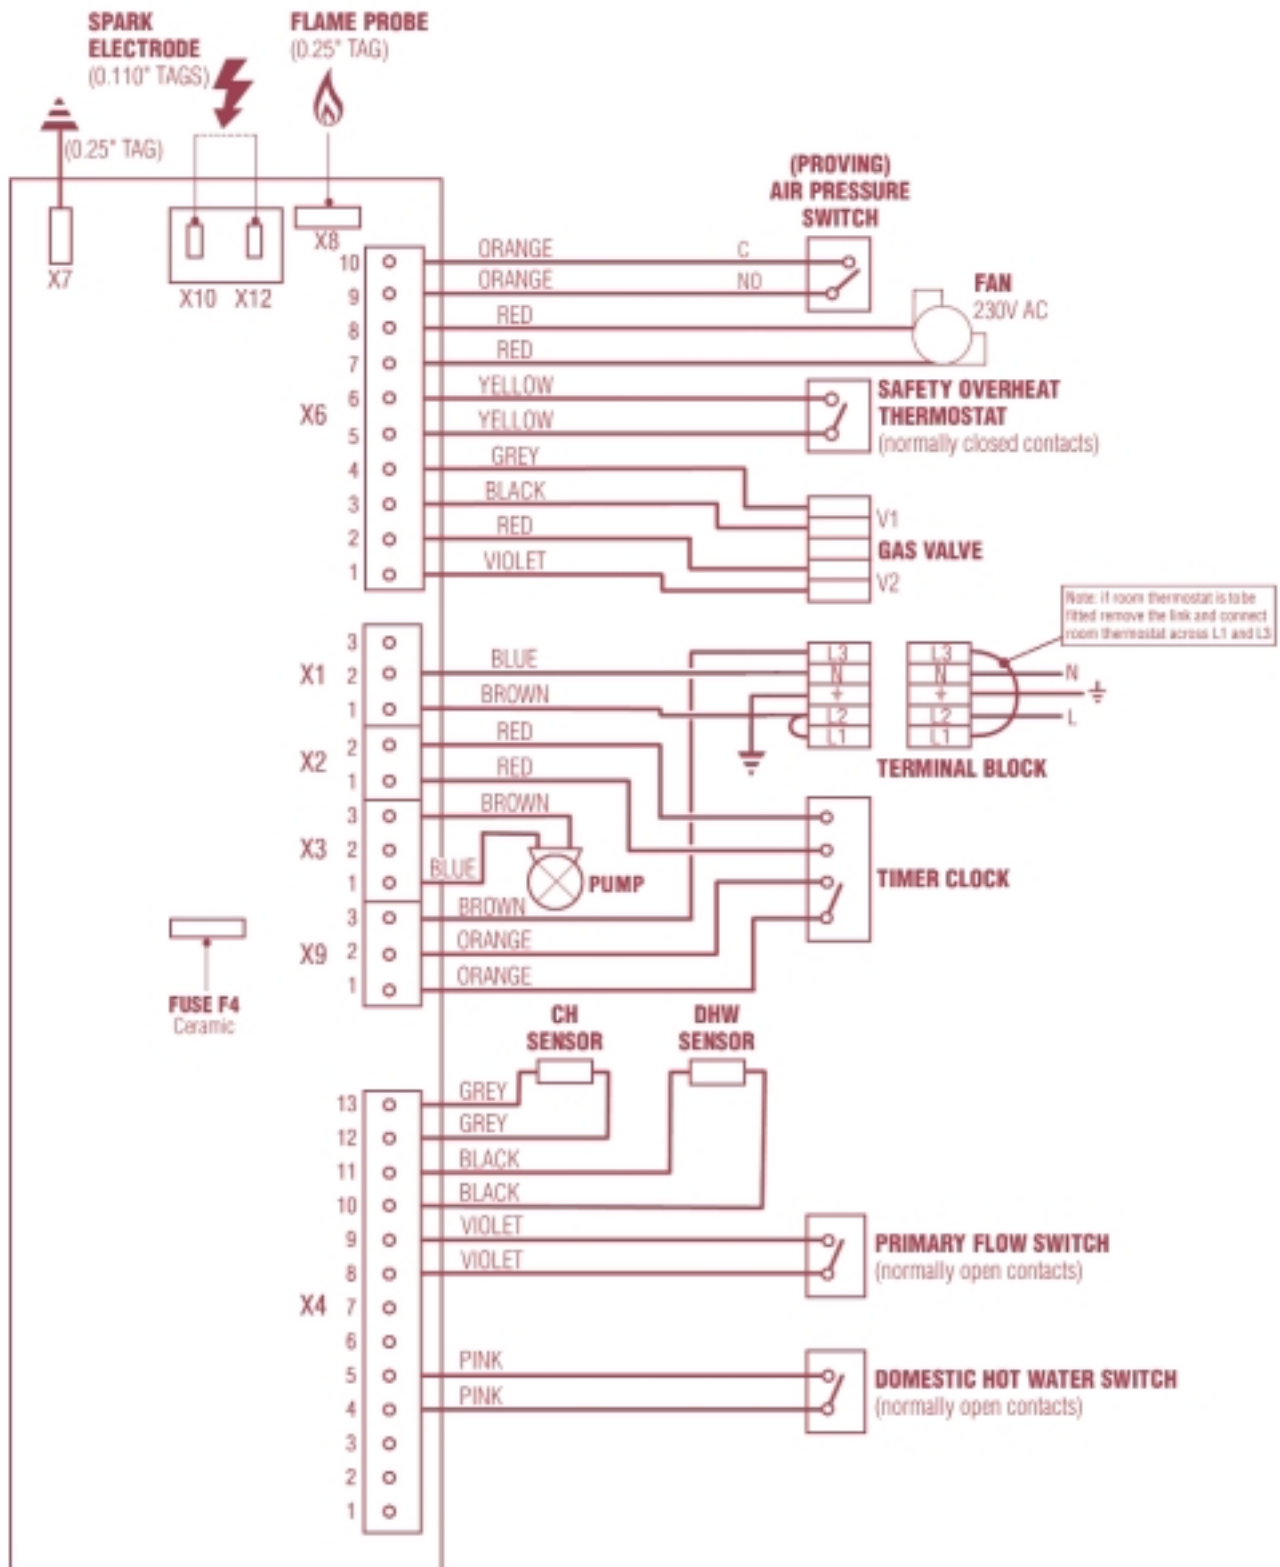 SPARK
ELECTRODE
(0.110" TAGS)
FLAME PROBE
(0.25" TAG)
(0.25" TAG)
X7
X10 X12
X8
(PROVING)
AIR PRESSURE
SWITCH
10 ORANGE C
9 ORANGE NO
FAN
230V AC
8 RED
7 RED
X6
6 YELLOW
5 YELLOW
SAFETY OVERHEAT
THERMOSTAT
(normally closed contacts)
4 GREY
3 BLACK
2 RED
1 VIOLET
V1
GAS VALVE
V2
Note: if room thermostat is to be
fitted remove the link and connect
room thermostat across L1 and L3
X1
3
2 BLUE
1 BROWN
L3 L3
N N N
L2 L2 L
L1 L1
TERMINAL BLOCK
X2
2 RED
1 RED
X3
3 BROWN
2
1 BLUE
PUMP
TIMER CLOCK
X9
3 BROWN
2 ORANGE
1 ORANGE
FUSE F4
Ceramic
CH
SENSOR
DHW
SENSOR
X4
13 GREY
12 GREY
11 BLACK
10 BLACK
9 VIOLET
8 VIOLET
PRIMARY FLOW SWITCH
(normally open contacts)
7
6
5 PINK
4 PINK
DOMESTIC HOT WATER SWITCH
(normally open contacts)
3
2
1